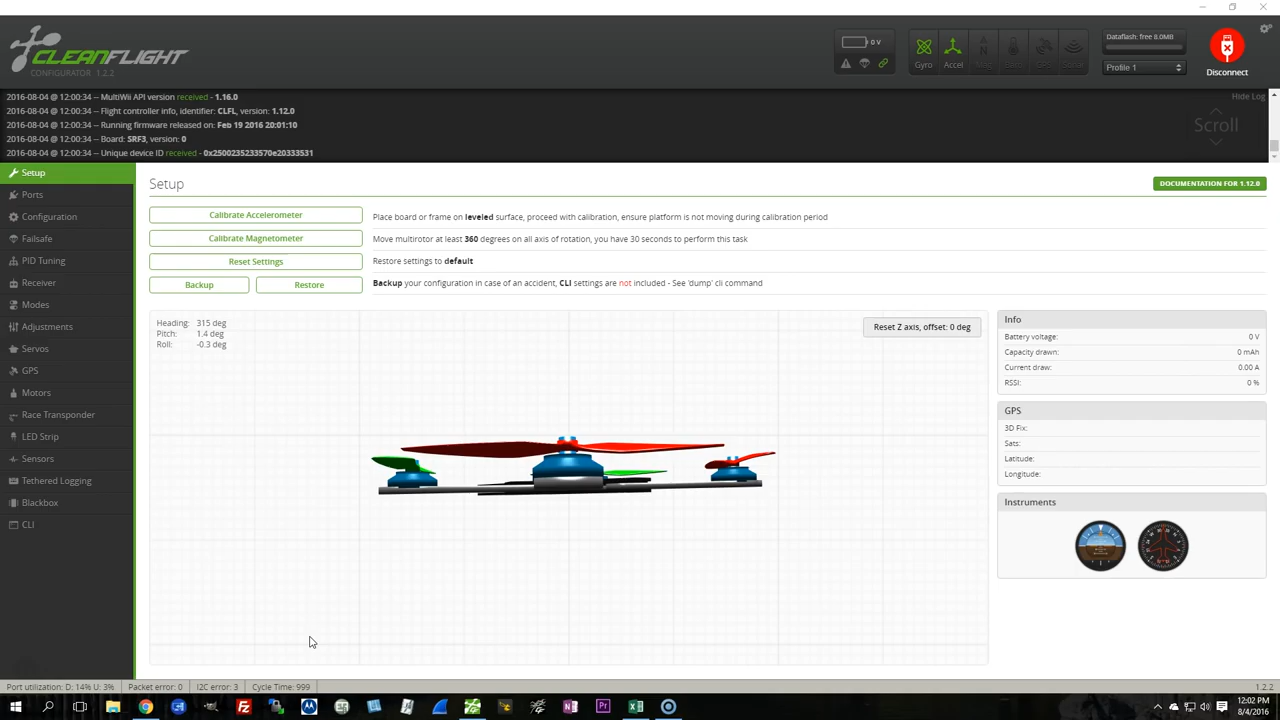 CLEANFLIGHT
CONFIGURATOR 1.2.2
0 V
Gyro
Accel
Mag
Baro
GPS
Sonar
Dataflash: free 8.0MB
Profile 1
Disconnect
2016-08-04 @ 12:00:34 -- MultiWii API version received - 1.16.0
2016-08-04 @ 12:00:34 -- Flight controller info, identifier: CLFL, version: 1.12.0
2016-08-04 @ 12:00:34 -- Running firmware released on: Feb 19 2016 20:01:10
2016-08-04 @ 12:00:34 -- Board: SRF3, version: 0
2016-08-04 @ 12:00:34 -- Unique device ID received - 0x2500235233570e20333531
Hide Log
Scroll
Setup
Ports
Configuration
Failsafe
PID Tuning
Receiver
Modes
Adjustments
Servos
GPS
Motors
Race Transponder
LED Strip
Sensors
Tethered Logging
Blackbox
CLI
Setup
DOCUMENTATION FOR 1.12.0
Calibrate Accelerometer
Place board or frame on leveled surface, proceed with calibration, ensure platform is not moving during calibration period
Calibrate Magnetometer
Move multirotor at least 360 degrees on all axis of rotation, you have 30 seconds to perform this task
Reset Settings
Restore settings to default
Backup
Restore
Backup your configuration in case of an accident, CLI settings are not included - See 'dump' cli command
Heading: 315 deg
Pitch: 1.4 deg
Roll: -0.3 deg
Reset Z axis, offset: 0 deg
Info
Battery voltage: 0 V
Capacity drawn: 0 mAh
Current draw: 0.00 A
RSSI: 0 %
GPS
3D Fix:
Sats:
Latitude:
Longitude:
Instruments
Port utilization: D: 14% U: 3%
Packet error: 0
I2C error: 3
Cycle Time: 999
1.2.2
12:02 PM
8/4/2016